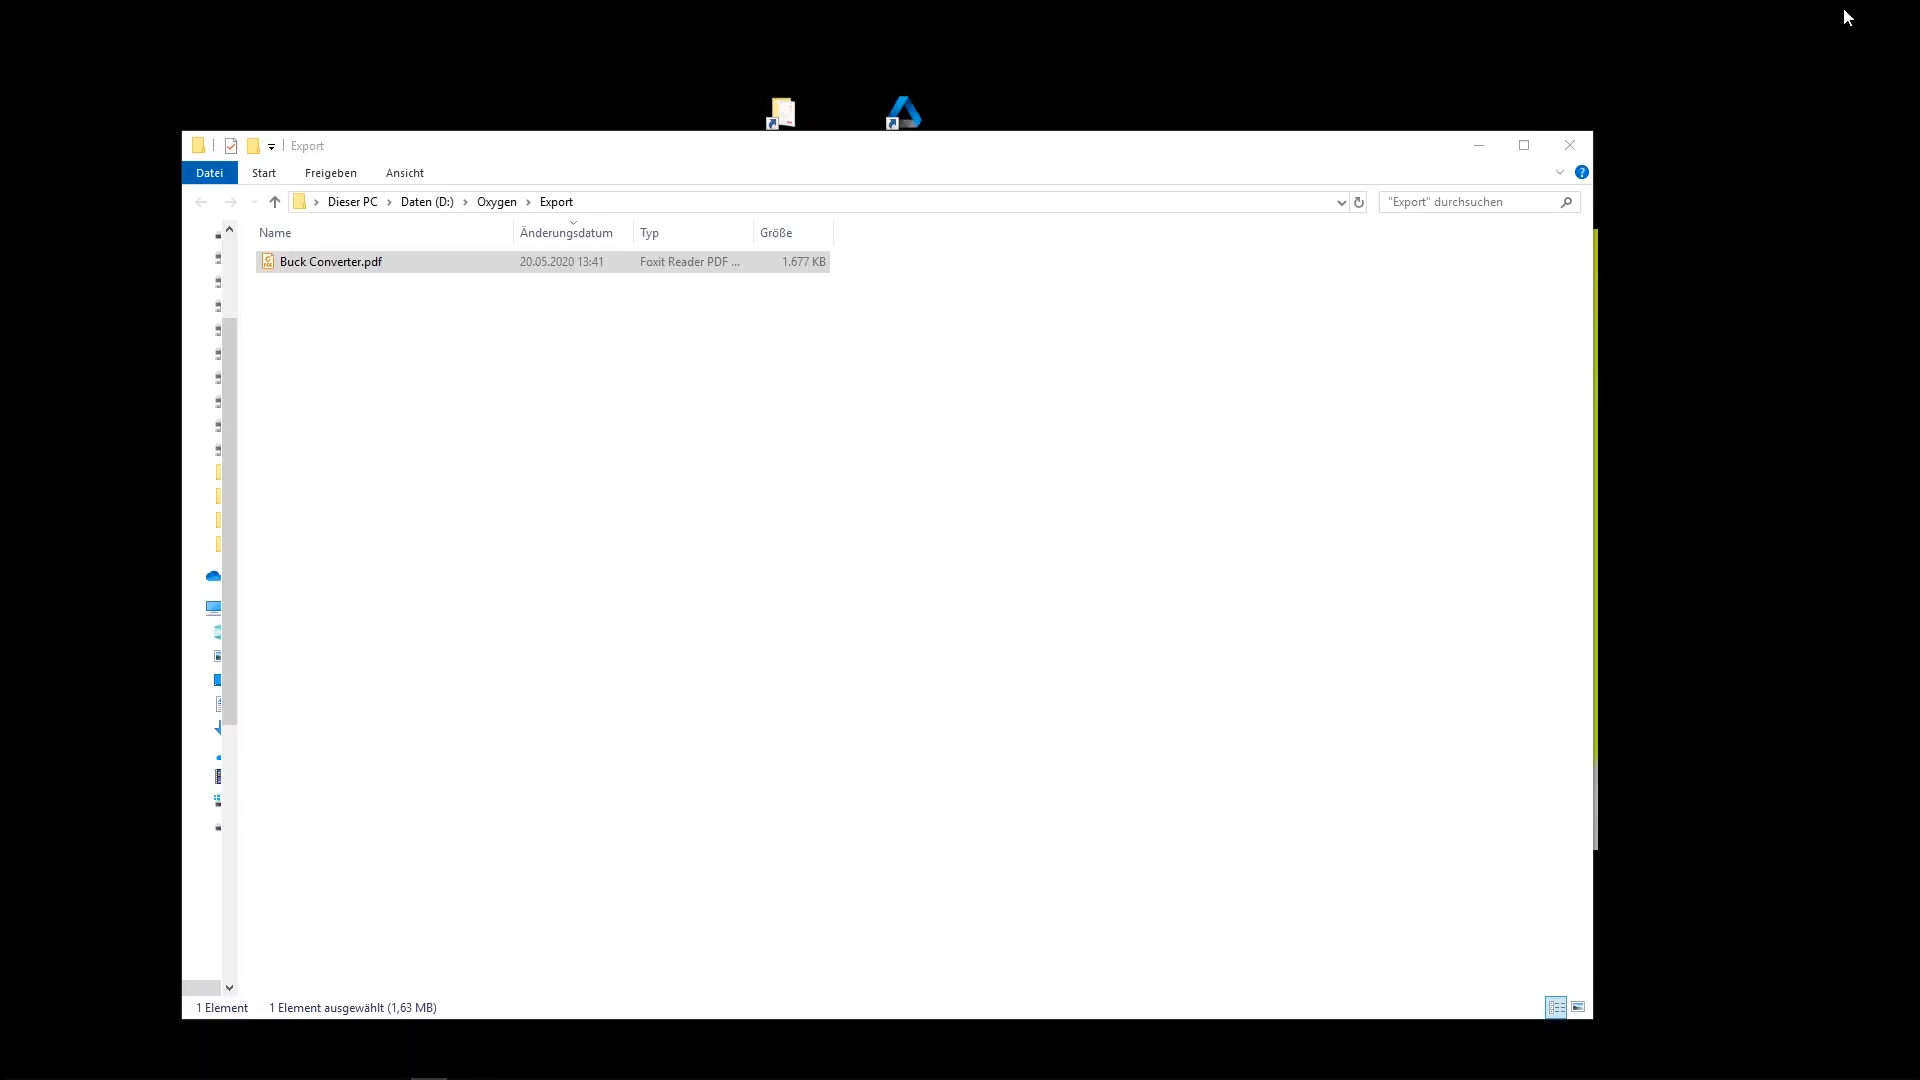 Export
Datei Start Freigeben Ansicht
Dieser PC Daten (D:) Oxygen Export "Export" durchsuchen
Name Änderungsdatum Typ Größe
Buck Converter.pdf 20.05.2020 13:41 Foxit Reader PDF ... 1.677 KB
1 Element 1 Element ausgewählt (1,63 MB)